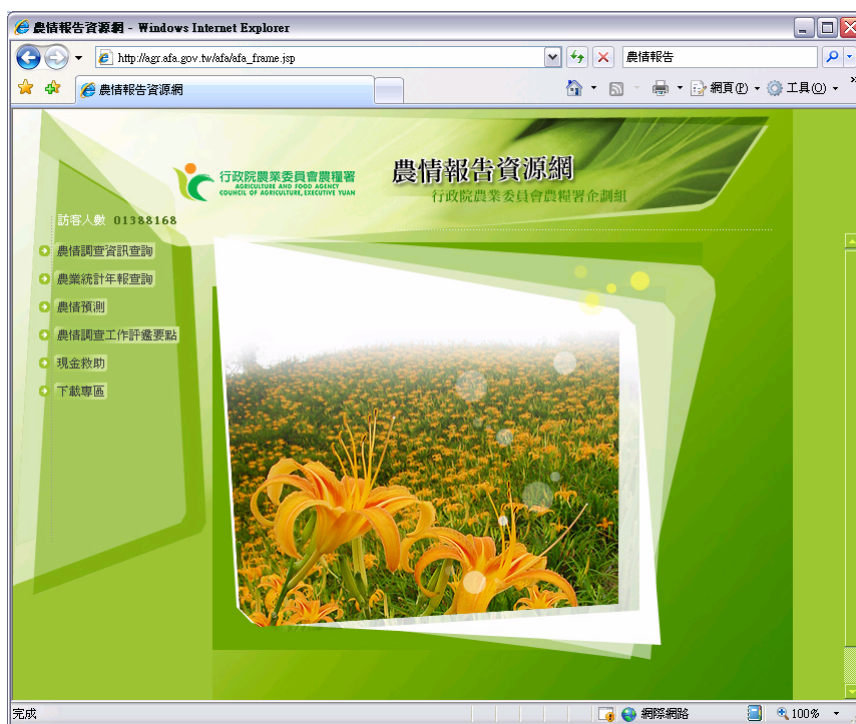 農情報告資源網 - Windows Internet Explorer
http://agr.afa.gov.tw/afa/afa_frame.jsp
農情報告
農情報告資源網
網頁(P)
工具(O)
行政院農業委員會農糧署
AGRICULTURE AND FOOD AGENCY
COUNCIL OF AGRICULTURE, EXECUTIVE YUAN
農情報告資源網
行政院農業委員會農糧署企劃組
訪客人數 01388168
農情調查資訊查詢
農業統計年報查詢
農情預測
農情調查工作評鑑要點
現金救助
下載專區
完成
網際網路
100%